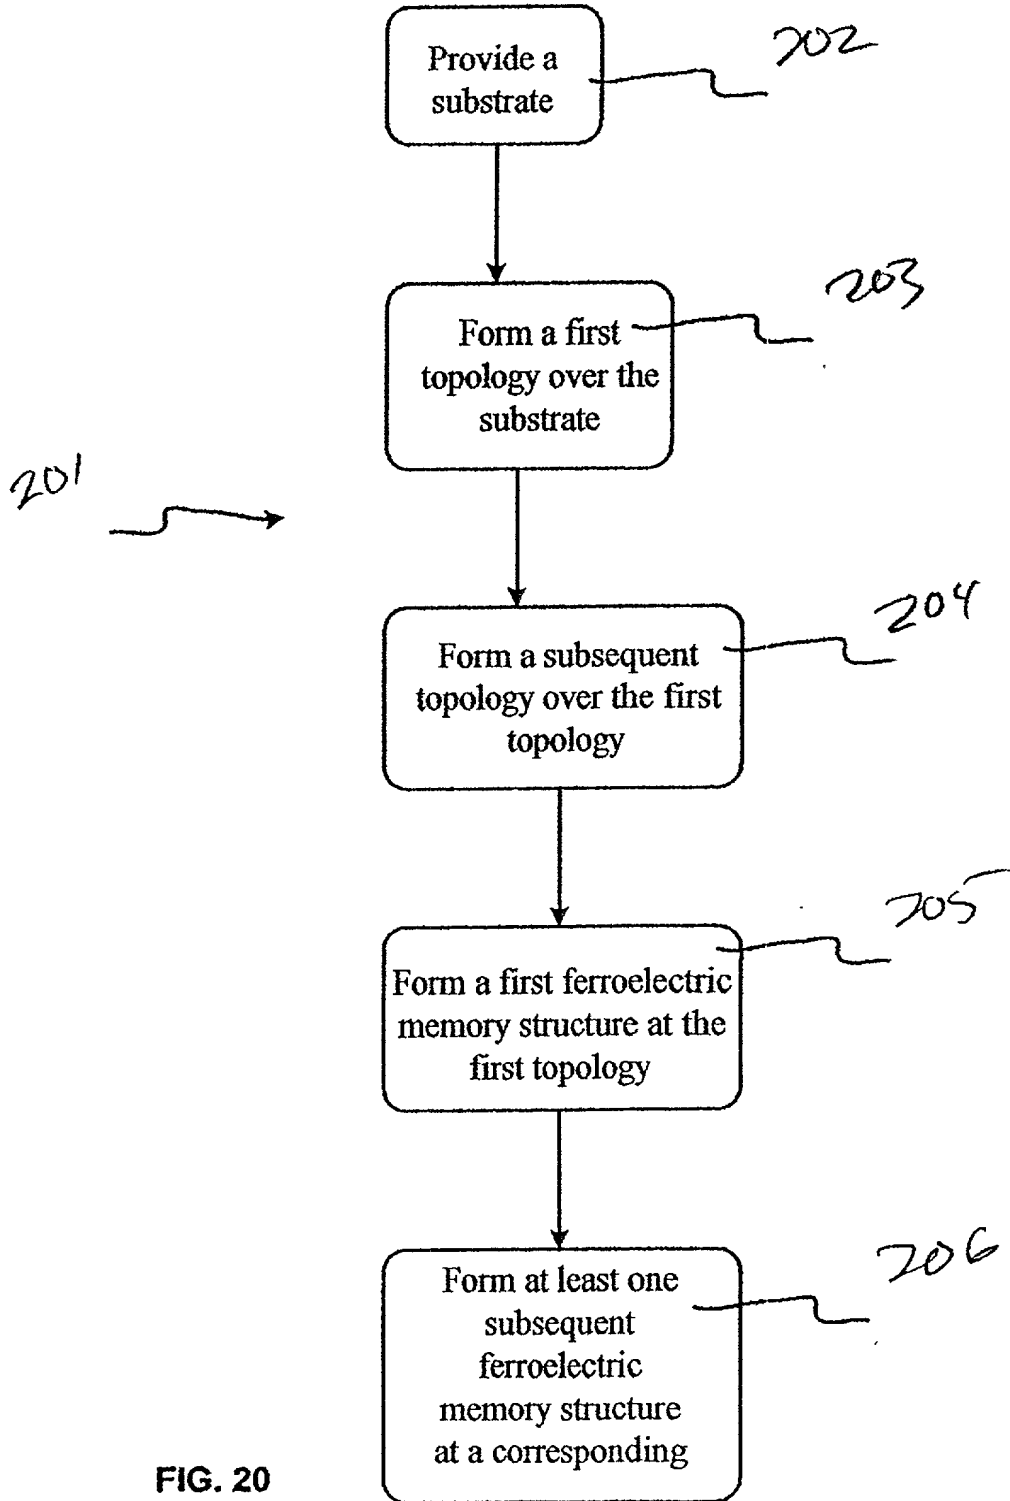 Provide a
substrate
202
Form a first
topology over the
substrate
203
201
Form a subsequent
topology over the first
topology
204
Form a first ferroelectric
memory structure at the
first topology
205
Form at least one
subsequent
ferroelectric
memory structure
at a corresponding
206
FIG. 20